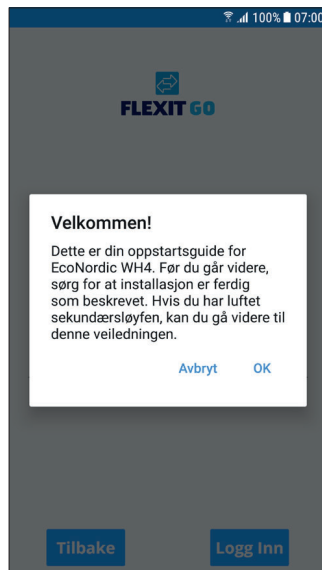 100% 07:00
FLEXIT GO
Velkommen!
Dette er din oppstartsguide for
EcoNordic WH4. Før du går videre,
sørg for at installasjon er ferdig
som beskrevet. Hvis du har luftet
sekundærsløyfen, kan du gå videre til
denne veiledningen.
Avbryt OK
Tilbake Logg Inn